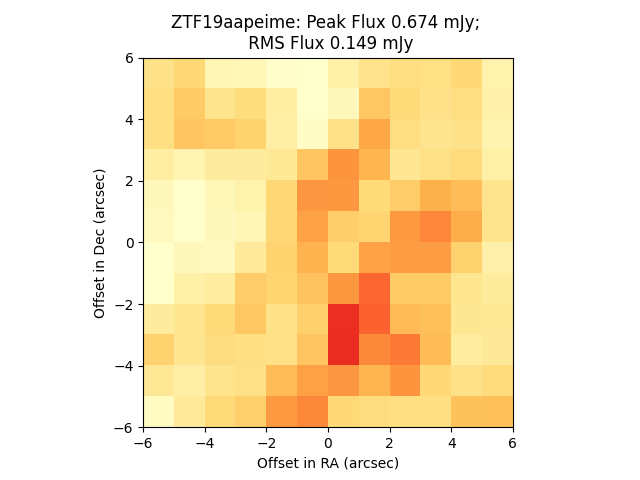 ZTF19aapeime: Peak Flux 0.674 mJy;
RMS Flux 0.149 mJy
6
4
2
0
−2
−4
−6
Offset in Dec (arcsec)
−6 −4 −2 0 2 4 6
Offset in RA (arcsec)